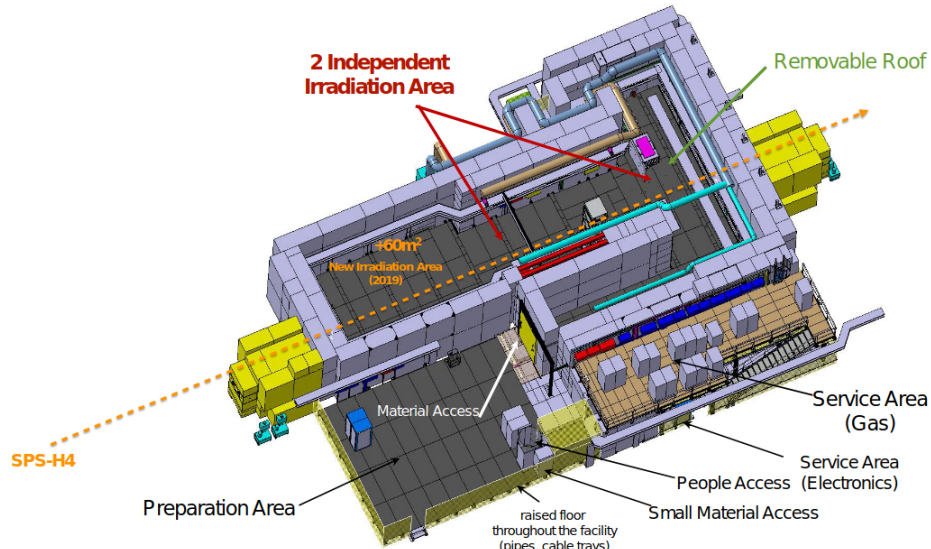 2 Independent
Irradiation Area
Removable Roof
+60m²
New Irradiation Area
(2019)
Material Access
SPS-H4
Service Area
(Gas)
Service Area
(Electronics)
People Access
Preparation Area
Small Material Access
raised floor
throughout the facility
(pipes, cable trays)